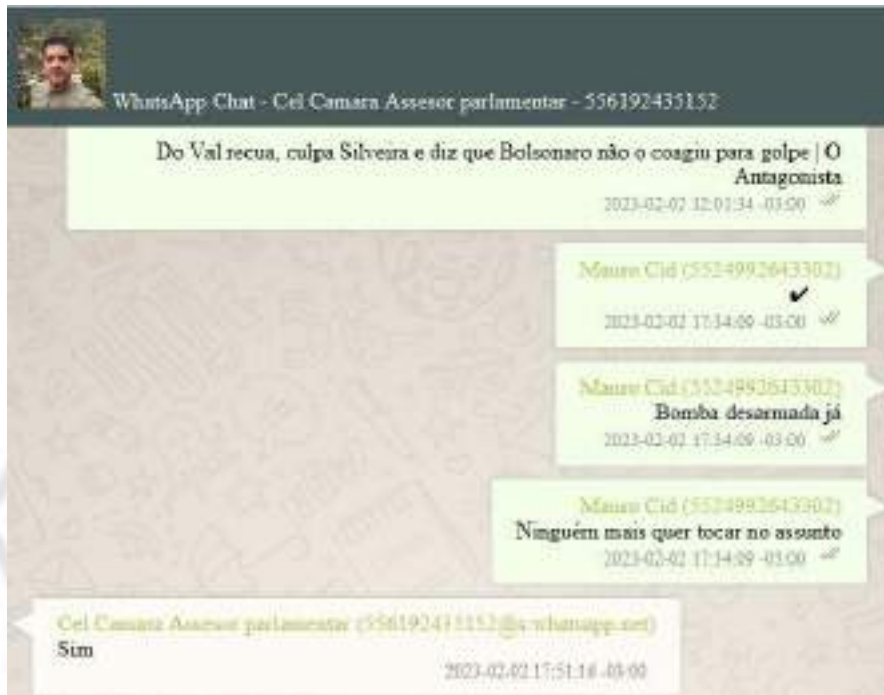 WhatsApp Chat - Cel Camara Assesor parlamentar - 556192435152
Do Val recua, culpa Silveira e diz que Bolsonaro não o coagiu para golpe | O
Antagonista
2023-02-02 12:01:34 -03:00
Mauro Cid (5524992643302)
✔
2023-02-02 17:34:09 -03:00
Mauro Cid (5524992643302)
Bomba desarmada já
2023-02-02 17:34:09 -03:00
Mauro Cid (5524992643302)
Ninguém mais quer tocar no assunto
2023-02-02 17:34:09 -03:00
Cel Camara Assesor parlamentar (556192435152@s.whatsapp.net)
Sim
2023-02-02 17:51:16 -03:00